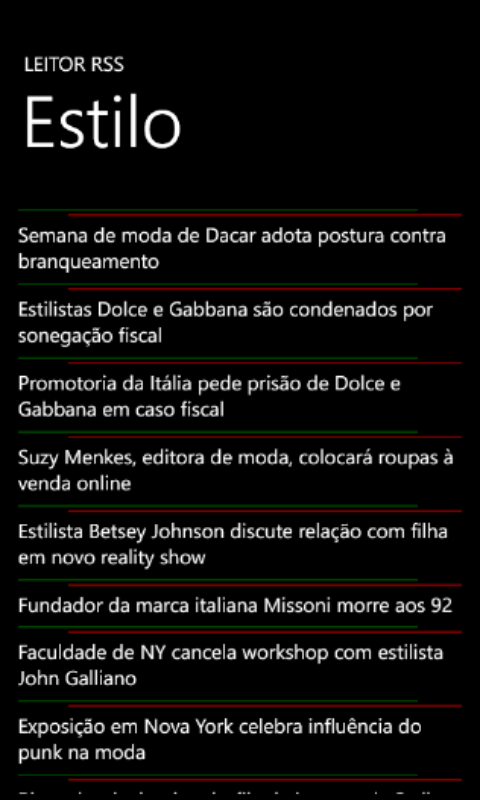 LEITOR RSS
Estilo
Semana de moda de Dacar adota postura contra
branqueamento
Estilistas Dolce e Gabbana são condenados por
sonegação fiscal
Promotoria da Itália pede prisão de Dolce e
Gabbana em caso fiscal
Suzy Menkes, editora de moda, colocará roupas à
venda online
Estilista Betsey Johnson discute relação com filha
em novo reality show
Fundador da marca italiana Missoni morre aos 92
Faculdade de NY cancela workshop com estilista
John Galliano
Exposição em Nova York celebra influência do
punk na moda